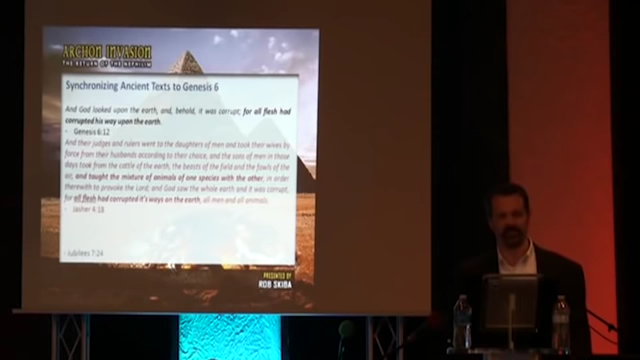 ARCHON INVASION
THE RETURN OF THE NEPHILIM
Synchronizing Ancient Texts to Genesis 6
And God looked upon the earth, and, behold, it was corrupt; for all flesh had
corrupted his way upon the earth.
- Genesis 6:12
And their judges and rulers went to the daughters of men and took their wives by
force from their husbands according to their choice, and the sons of men in those
days took from the cattle of the earth, the beasts of the field and the fowls of the
air, and taught the mixture of animals of one species with the other, in order
therewith to provoke the Lord; and God saw the whole earth and it was corrupt,
for all flesh had corrupted it's ways on the earth, all men and all animals.
- Jasher 4:18
- Jubilees 7:24
PRESENTED BY
ROB SKIBA